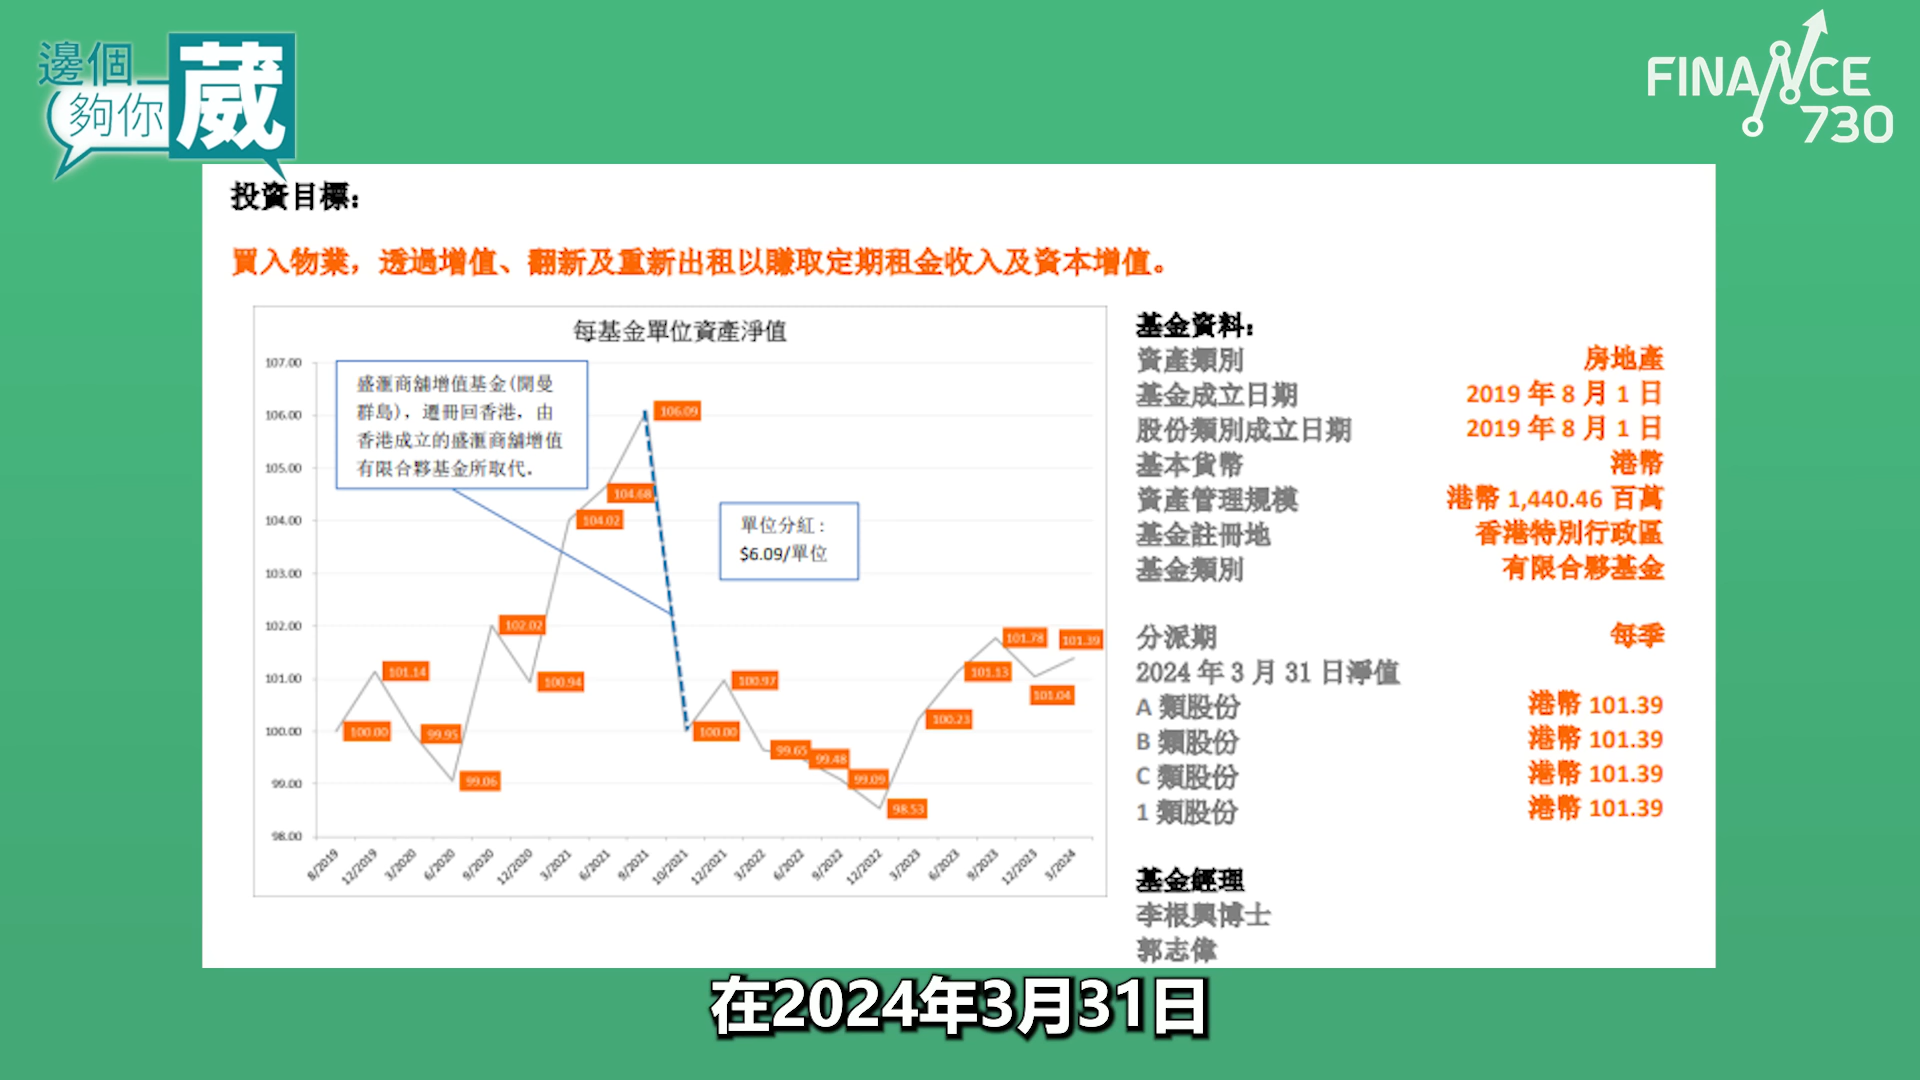 邊個
夠你
葳
FINANCE
730
投資目標:
買入物業，透過增值、翻新及重新出租以賺取定期租金收入及資本增值。
每基金單位資產淨值
107.00
106.00
105.00
104.00
103.00
102.00
101.00
100.00
99.00
98.00
盛滙商舖增值基金(開曼
群島)，遷冊回香港，由
香港成立的盛滙商舖增值
有限合夥基金所取代。
單位分紅：
$6.09/單位
100.00
101.14
99.95
99.06
102.02
100.94
104.02
104.68
106.09
100.00
100.97
99.65
99.48
99.09
98.53
100.23
101.13
101.78
101.04
101.39
8/2019
12/2019
3/2020
6/2020
9/2020
12/2020
3/2021
6/2021
9/2021
10/2021
12/2021
3/2022
6/2022
9/2022
12/2022
3/2023
6/2023
9/2023
12/2023
3/2024
基金資料:
資產類別 房地產
基金成立日期 2019 年 8 月 1 日
股份類別成立日期 2019 年 8 月 1 日
基本貨幣 港幣
資產管理規模 港幣 1,440.46 百萬
基金註冊地 香港特別行政區
基金類別 有限合夥基金
分派期 每季
2024 年 3 月 31 日淨值
A 類股份 港幣 101.39
B 類股份 港幣 101.39
C 類股份 港幣 101.39
1 類股份 港幣 101.39
基金經理
李根興博士
郭志偉
在2024年3月31日